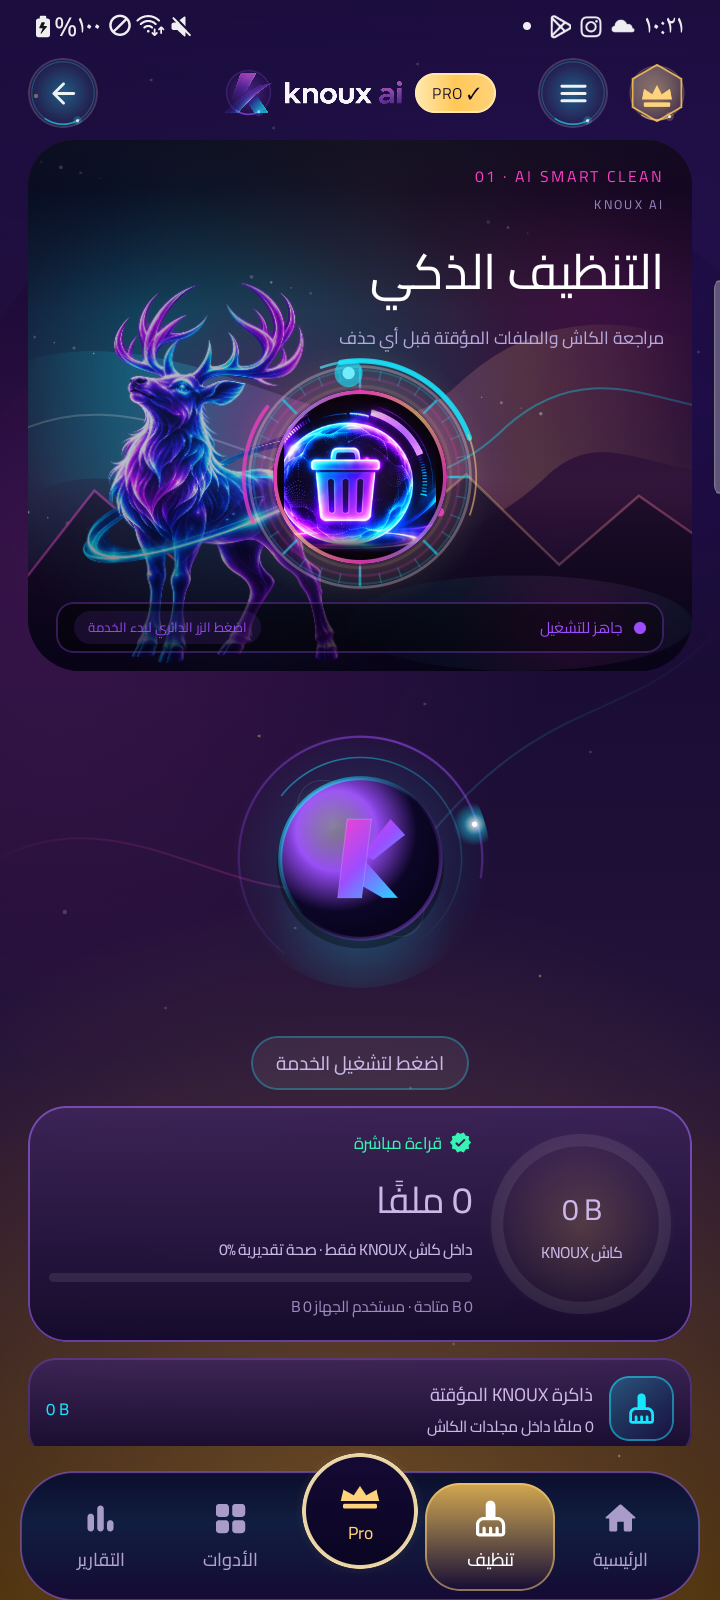 ١٠:٢١
%١٠٠
knoux ai
PRO ✓
01 · AI SMART CLEAN
KNOUX AI
التنظيف الذكي
مراجعة الكاش والملفات المؤقتة قبل أي حذف
جاهز للتشغيل
اضغط الزر الدائري لبدء الخدمة
اضغط لتشغيل الخدمة
قراءة مباشرة
0 ملفًا
داخل كاش KNOUX فقط · صحة تقديرية 0%
0 B متاحة · مستخدم الجهاز 0 B
0 B
كاش KNOUX
ذاكرة KNOUX المؤقتة
0 ملفًا داخل مجلدات الكاش
0 B
الرئيسية
تنظيف
Pro
الأدوات
التقارير